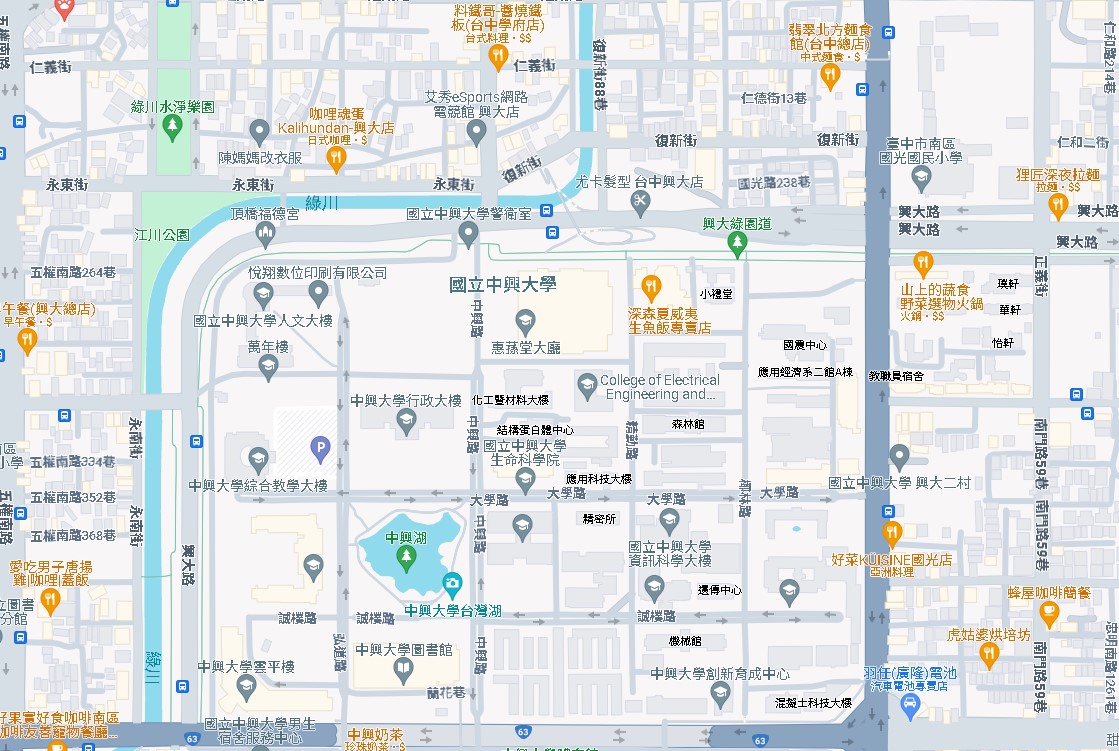 料鐵哥-醬燒鐵
板(台中學府店)
台式料理・$$
翡翠北方麵食
館(台中總店)
中式麵食・$
五權南路
仁義街
仁義街
復新街88巷
仁和路214巷
綠川水淨樂園
咖哩魂蛋
Kalihundan-興大店
日式咖哩・$
艾秀eSports網路
電競館 興大店
仁德街13巷
陳媽媽改衣服
復新街
復新街
復新街
臺中市南區
國光國民小學
仁和二街
永東街
永東街
永東街
尤卡髮型 台中興大店
國光路238巷
狸匠深夜拉麵
拉麵・$$
綠川
頂橋福德宮
國立中興大學警衛室
興大綠園道
興大路
興大路
興大路
興大路
江川公園
五權南路264巷
悅翔數位印刷有限公司
國立中興大學
小禮堂
正義街
山上的蔬食
野菜選物火鍋
火鍋・$$
璞軒
華軒
怡軒
午餐(興大總店)
早午餐・$
國立中興大學人文大樓
中興路
深森夏威夷
生魚飯專賣店
萬年樓
惠蓀堂大廳
國農中心
應用經濟系二館A棟
教職員宿舍
College of Electrical
Engineering and...
中興大學行政大樓
化工暨材料大樓
永南街
中興路
結構蛋白體中心
精勤路
森林館
南門路59巷
南門路59巷
五權南路334巷
國立中興大學
生命科學院
應用科技大樓
中興大學綜合教學大樓
國立中興大學 興大二村
五權南路352巷
大學路
大學路
大學路
大學路
五權南路
永南街
五權南路368巷
中興湖
中興路
精密所
國立中興大學
資訊科學大樓
好菜KÜISINE國光店
亞洲料理
南門路59巷
興大路
愛吃男子唐揚
雞|咖哩|蓋飯
還傳中心
蜂屋咖啡簡餐
中興大學台灣湖
誠樸路
誠樸路
誠樸路
弘道路
機械館
虎姑婆烘培坊
忠明南路1261巷
綠川
中興大學雲平樓
中興大學圖書館
中興路
中興大學創新育成中心
羽任(廣隆)電池
汽車電池專賣店
南門路59巷
蘭花巷
混凝土科技大樓
好果實好食咖啡南區
咖啡友善寵物餐廳...
國立中興大學男生
宿舍服務中心
63
中興奶茶
珍珠奶茶・$
63
63